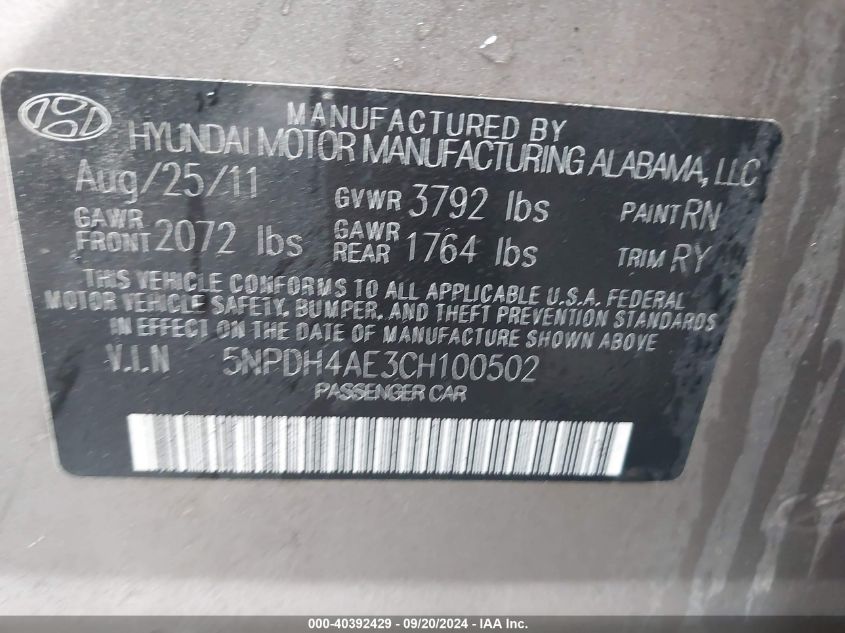 MANUFACTURED BY
HYUNDAI MOTOR MANUFACTURING ALABAMA, LLC
Aug/25/11 GVWR 3792 lbs PAINT RN
GAWR FRONT 2072 lbs GAWR REAR 1764 lbs TRIM RY
THIS VEHICLE CONFORMS TO ALL APPLICABLE U.S.A. FEDERAL
MOTOR VEHICLE SAFETY, BUMPER, AND THEFT PREVENTION STANDARDS
IN EFFECT ON THE DATE OF MANUFACTURE SHOWN ABOVE
V.I.N 5NPDH4AE3CH100502
PASSENGER CAR
000-40392429 - 09/20/2024 - IAA Inc.